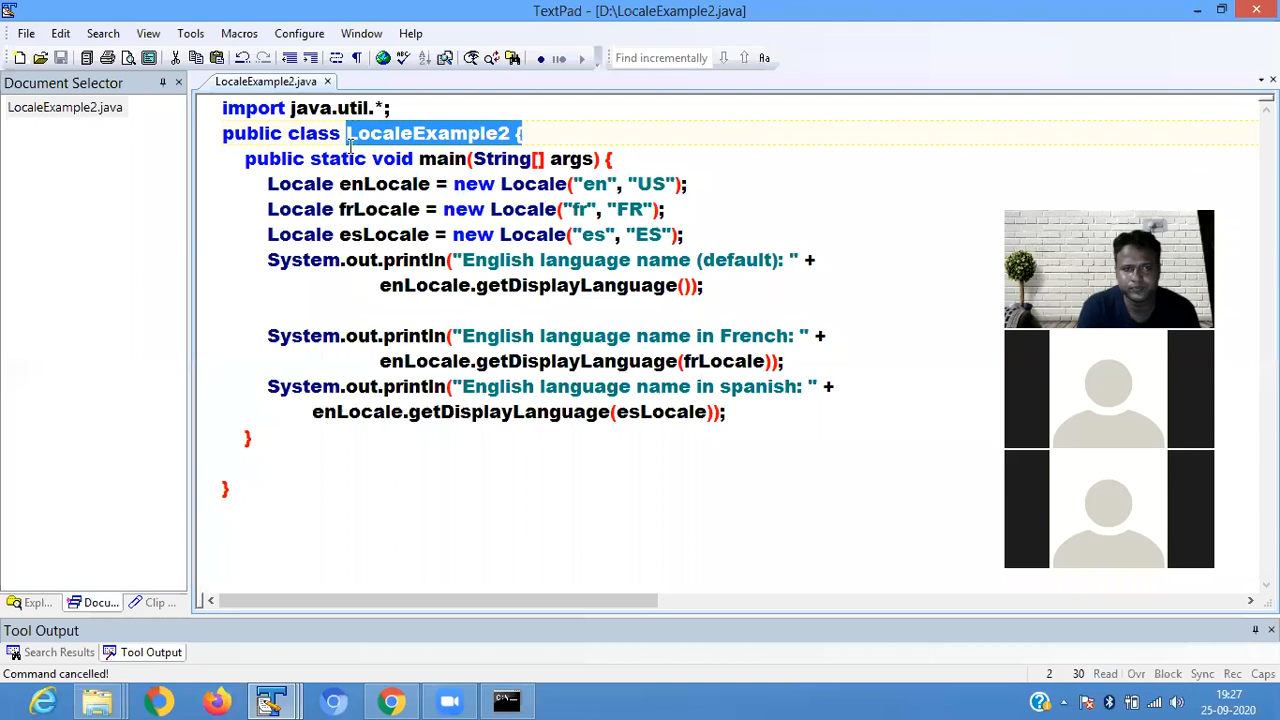 TextPad - [D:\LocaleExample2.java]
File Edit Search View Tools Macros Configure Window Help
Find incrementally
Document Selector
LocaleExample2.java
LocaleExample2.java
import java.util.*;
public class LocaleExample2 {
public static void main(String[] args) {
Locale enLocale = new Locale("en", "US");
Locale frLocale = new Locale("fr", "FR");
Locale esLocale = new Locale("es", "ES");
System.out.println("English language name (default): " +
enLocale.getDisplayLanguage());
System.out.println("English language name in French: " +
enLocale.getDisplayLanguage(frLocale));
System.out.println("English language name in spanish: " +
enLocale.getDisplayLanguage(esLocale));
}
}
Expl... Docu... Clip ...
Tool Output
Search Results Tool Output
Command cancelled! 2 30 Read Ovr Block Sync Rec Caps
19:27
25-09-2020